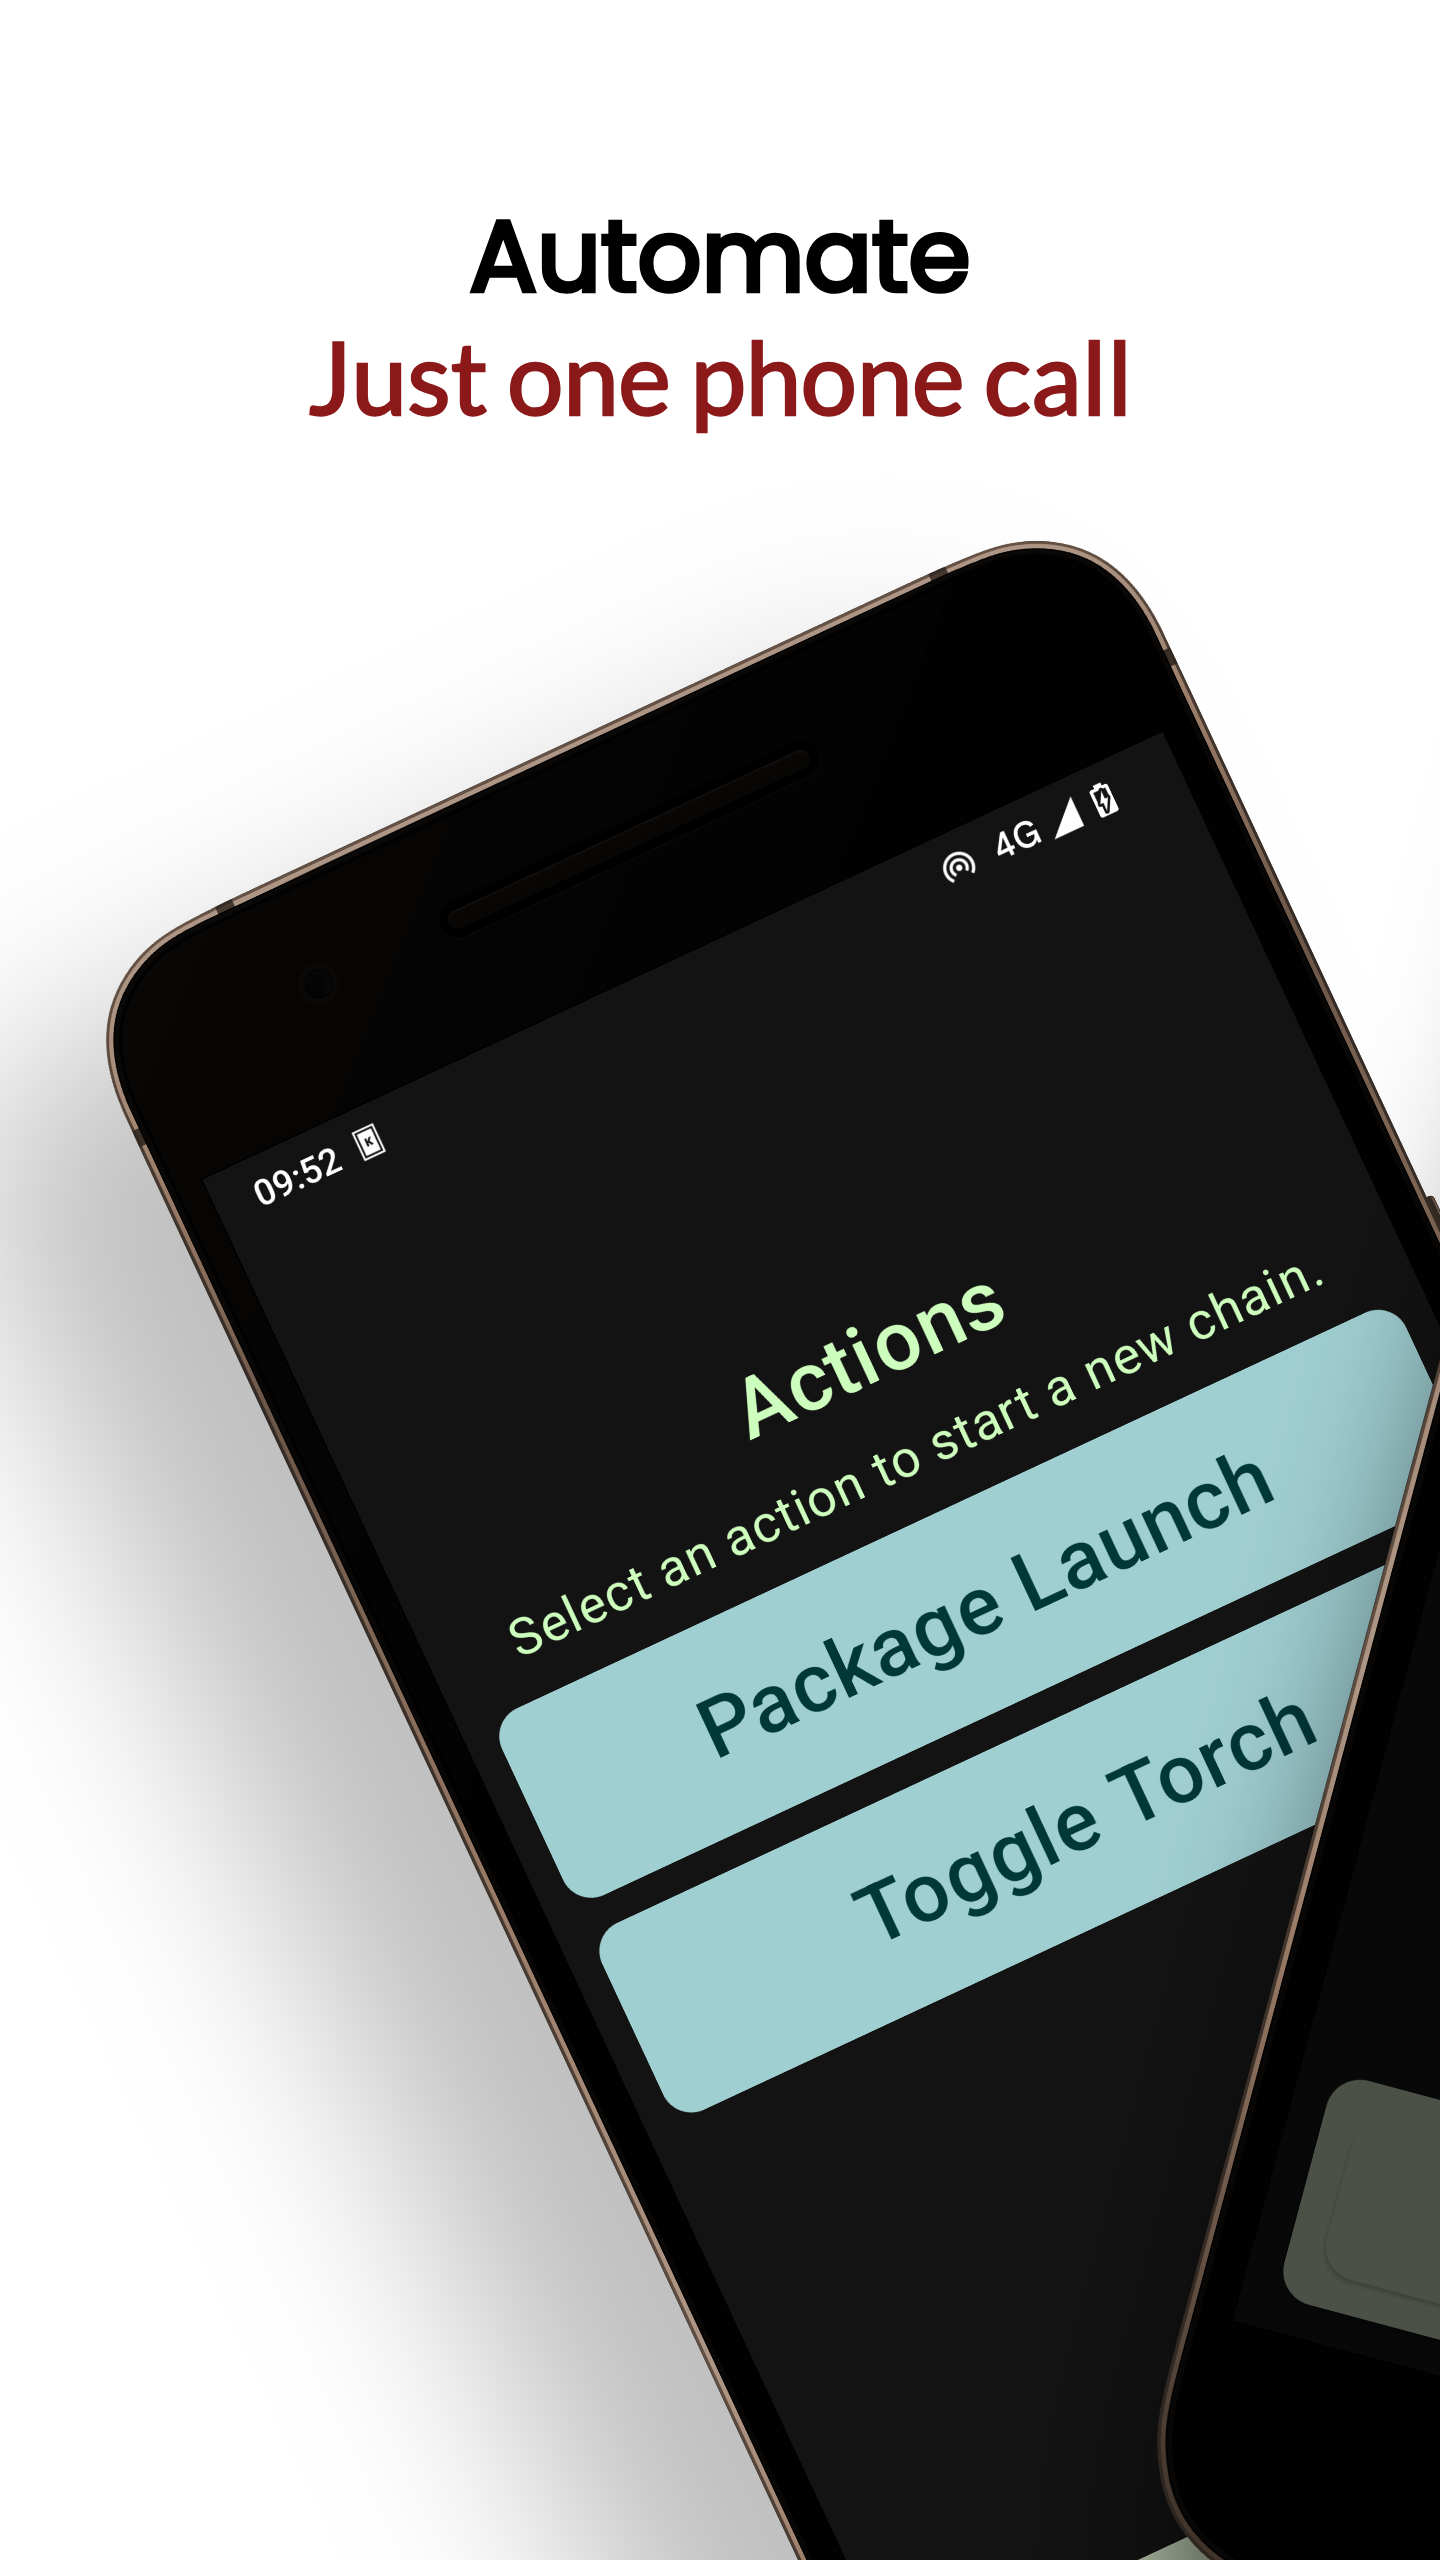 Automate
Just one phone call
09:52
4G
Actions
Select an action to start a new chain.
Package Launch
Toggle Torch